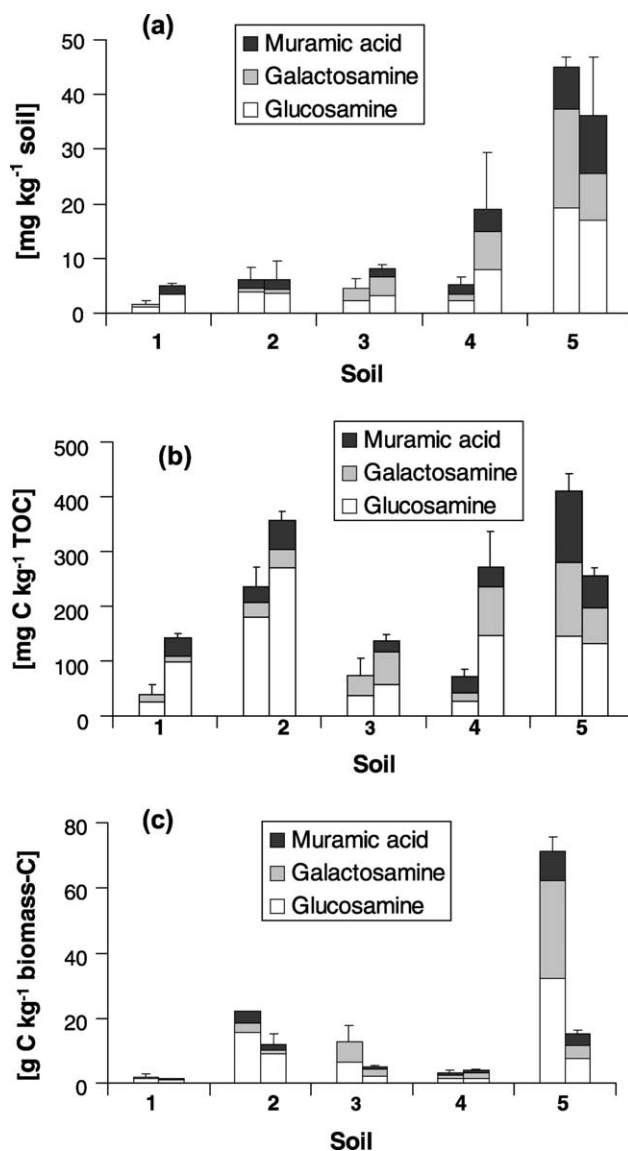 (a)
Muramic acid
Galactosamine
Glucosamine
[mg kg⁻¹ soil]
50
40
30
20
10
0
1 2 3 4 5
Soil
(b)
Muramic acid
Galactosamine
Glucosamine
[mg C kg⁻¹ TOC]
500
400
300
200
100
0
1 2 3 4 5
Soil
(c)
Muramic acid
Galactosamine
Glucosamine
[g C kg⁻¹ biomass-C]
80
60
40
20
0
1 2 3 4 5
Soil